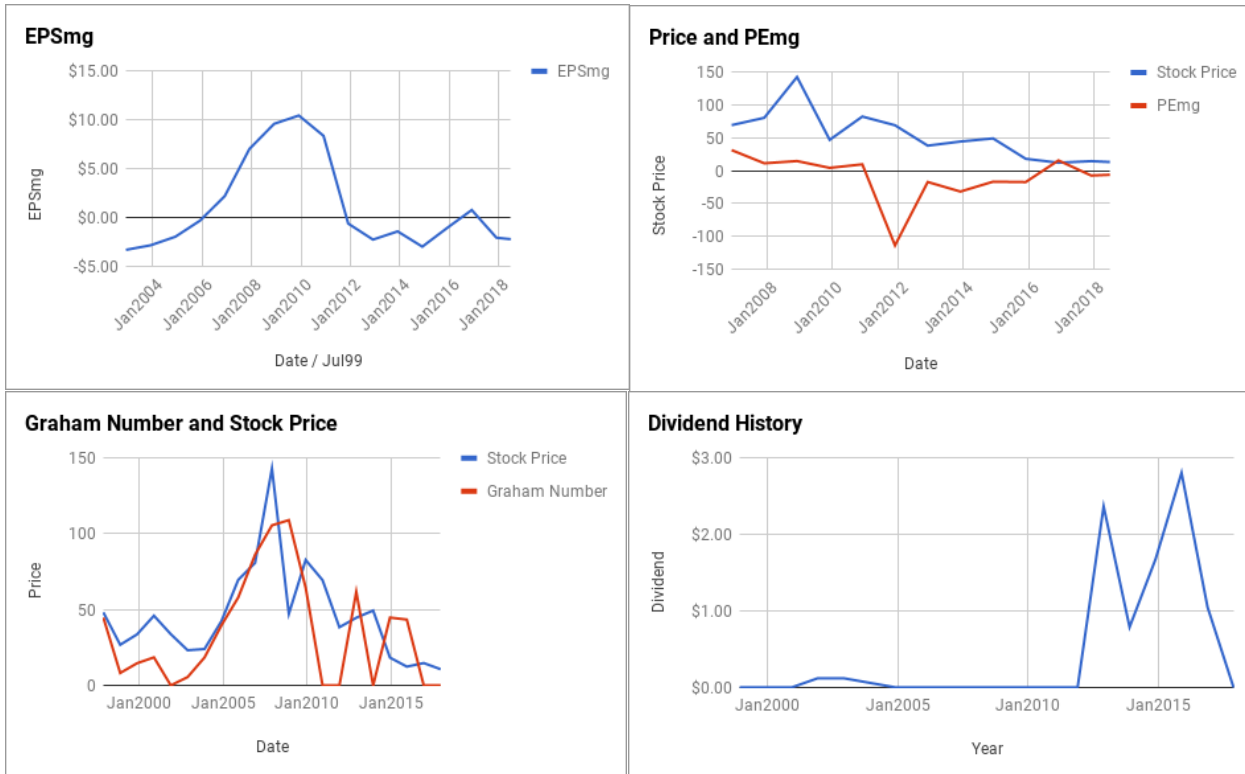 EPSmg
$15.00
$10.00
$5.00
$0.00
-$5.00
EPSmg
Jan2004
Jan2006
Jan2008
Jan2010
Jan2012
Jan2014
Jan2016
Jan2018
Date / Jul99
EPSmg
Price and PEmg
150
100
50
0
-50
-100
-150
Stock Price
Jan2008
Jan2010
Jan2012
Jan2014
Jan2016
Jan2018
Date
Stock Price
PEmg
Graham Number and Stock Price
150
100
50
0
Price
Jan2000
Jan2005
Jan2010
Jan2015
Date
Stock Price
Graham Number
Dividend History
$3.00
$2.00
$1.00
$0.00
Dividend
Jan2000
Jan2005
Jan2010
Jan2015
Year